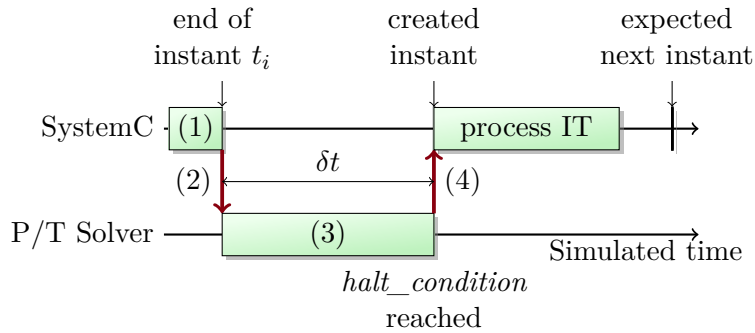 end of
instant t_i
created
instant
expected
next instant
SystemC
(1)
process IT
(2)
δt
(4)
P/T Solver
(3)
Simulated time
halt_condition
reached